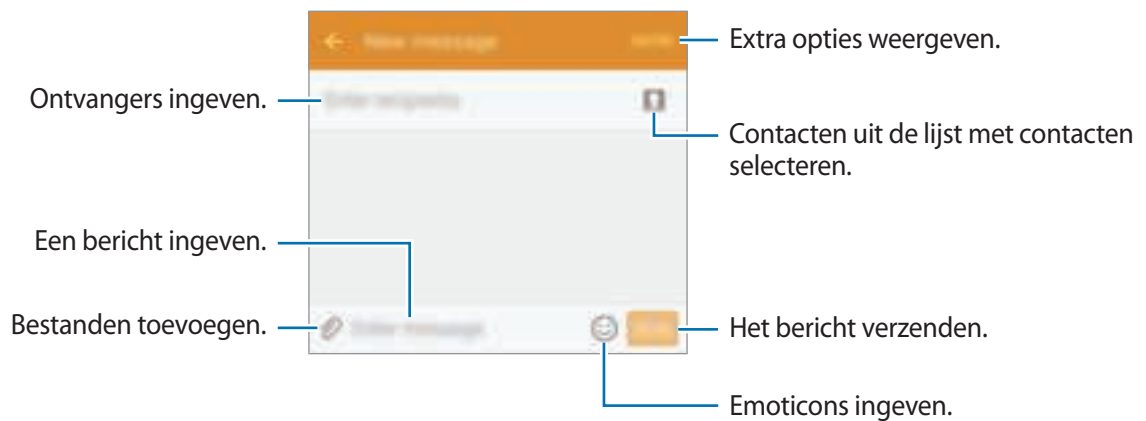 Extra opties weergeven.
Ontvangers ingeven.
Contacten uit de lijst met contacten
selecteren.
Een bericht ingeven.
Bestanden toevoegen.
Het bericht verzenden.
Emoticons ingeven.